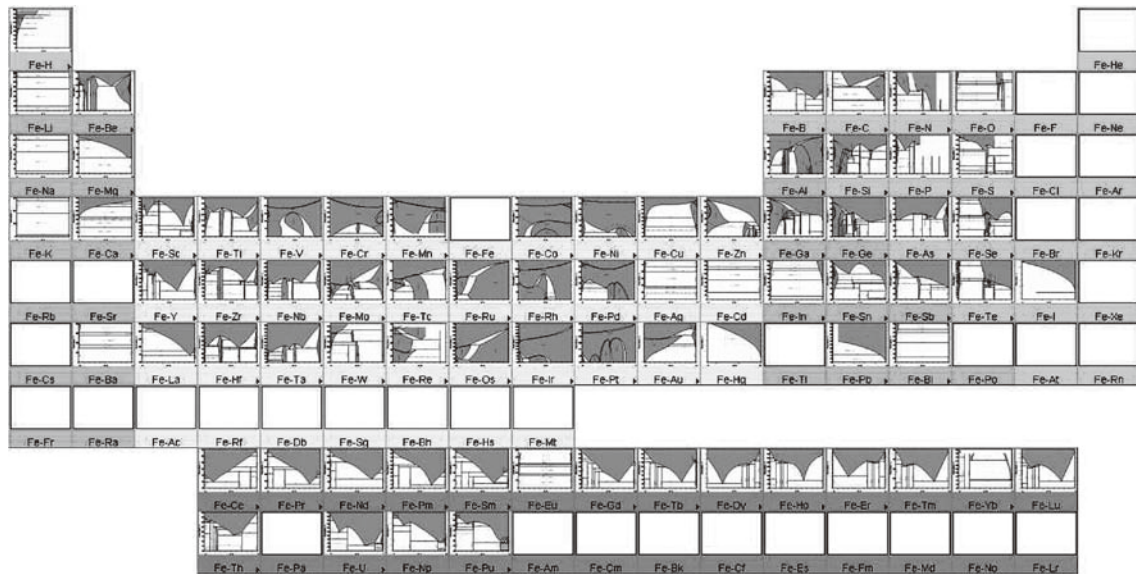 Fe-H Fe-He
Fe-Li Fe-Be Fe-B Fe-C Fe-N Fe-O Fe-F Fe-Ne
Fe-Na Fe-Mg Fe-Al Fe-Si Fe-P Fe-S Fe-Cl Fe-Ar
Fe-K Fe-Ca Fe-Sc Fe-Ti Fe-V Fe-Cr Fe-Mn Fe-Fe Fe-Co Fe-Ni Fe-Cu Fe-Zn Fe-Ga Fe-Ge Fe-As Fe-Se Fe-Br Fe-Kr
Fe-Rb Fe-Sr Fe-Y Fe-Zr Fe-Nb Fe-Mo Fe-Tc Fe-Ru Fe-Rh Fe-Pd Fe-Ag Fe-Cd Fe-In Fe-Sn Fe-Sb Fe-Te Fe-I Fe-Xe
Fe-Cs Fe-Ba Fe-La Fe-Hf Fe-Ta Fe-W Fe-Re Fe-Os Fe-Ir Fe-Pt Fe-Au Fe-Hg Fe-Tl Fe-Pb Fe-Bi Fe-Po Fe-At Fe-Rn
Fe-Fr Fe-Ra Fe-Ac Fe-Rf Fe-Db Fe-Sg Fe-Bh Fe-Hs Fe-Mt
Fe-Ce Fe-Pr Fe-Nd Fe-Pm Fe-Sm Fe-Eu Fe-Gd Fe-Tb Fe-Dy Fe-Ho Fe-Er Fe-Tm Fe-Yb Fe-Lu
Fe-Th Fe-Pa Fe-U Fe-Np Fe-Pu Fe-Am Fe-Cm Fe-Bk Fe-Cf Fe-Es Fe-Fm Fe-Md Fe-No Fe-Lr